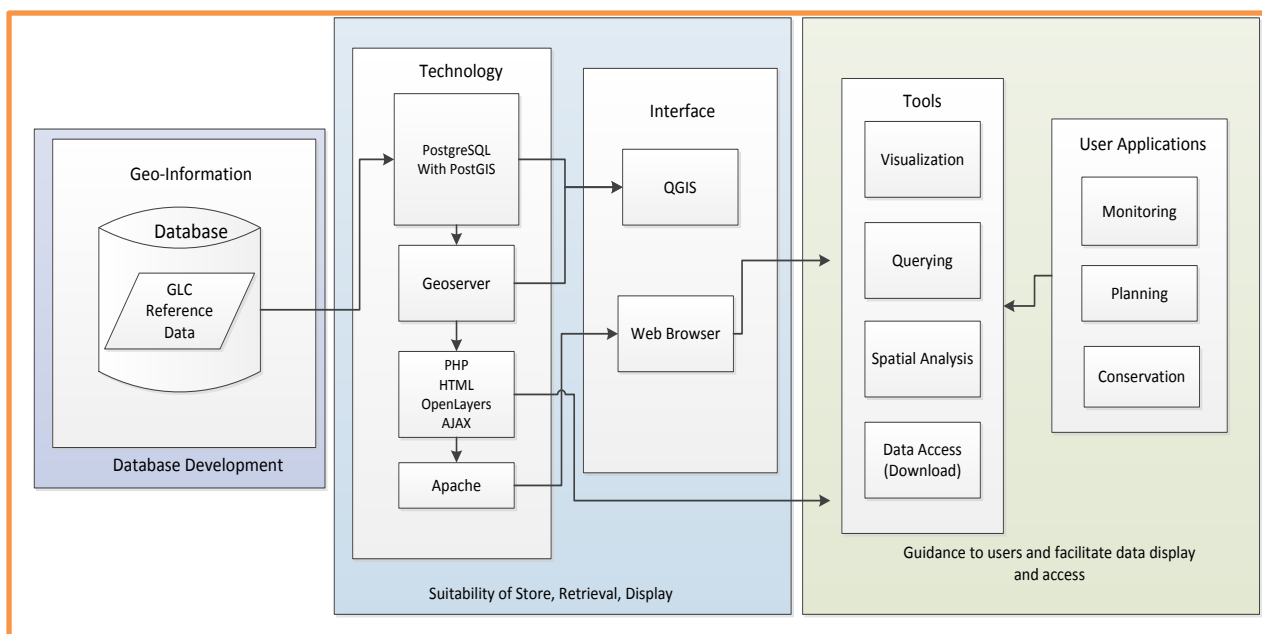 Geo-Information
Database
GLC
Reference
Data
Database Development
Technology
PostgreSQL
With PostGIS
Geoserver
PHP
HTML
OpenLayers
AJAX
Apache
Interface
QGIS
Web Browser
Suitability of Store, Retrieval, Display
Tools
Visualization
Querying
Spatial Analysis
Data Access
(Download)
User Applications
Monitoring
Planning
Conservation
Guidance to users and facilitate data display
and access